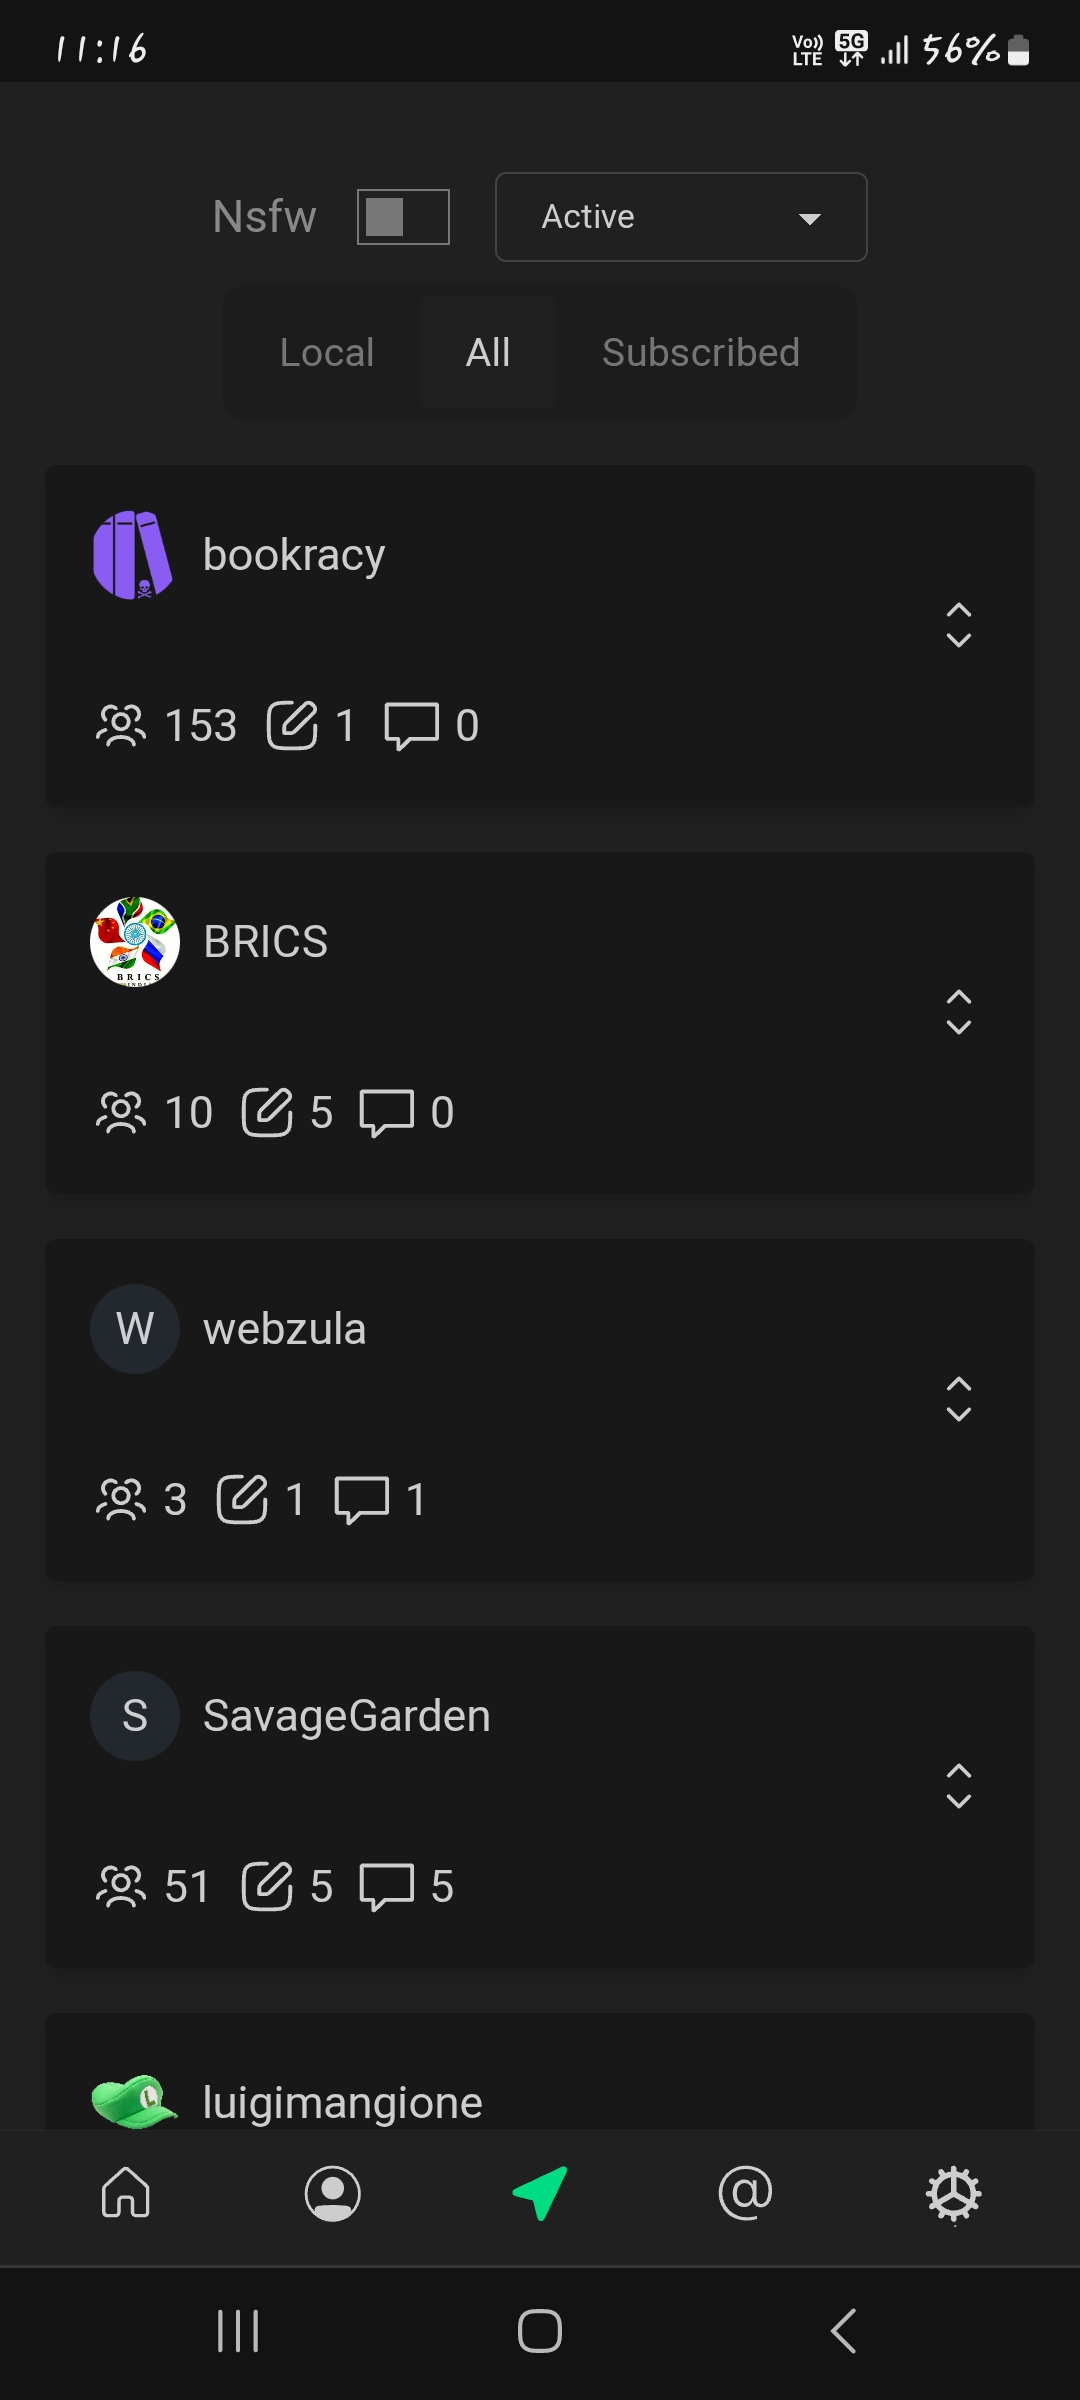 11:16 Vo)) LTE 5G 56%
Nsfw Active
Local All Subscribed
bookracy
153 1 0
BRICS
BRICS
10 5 0
W webzula
3 1 1
S SavageGarden
51 5 5
L luigimangione
@